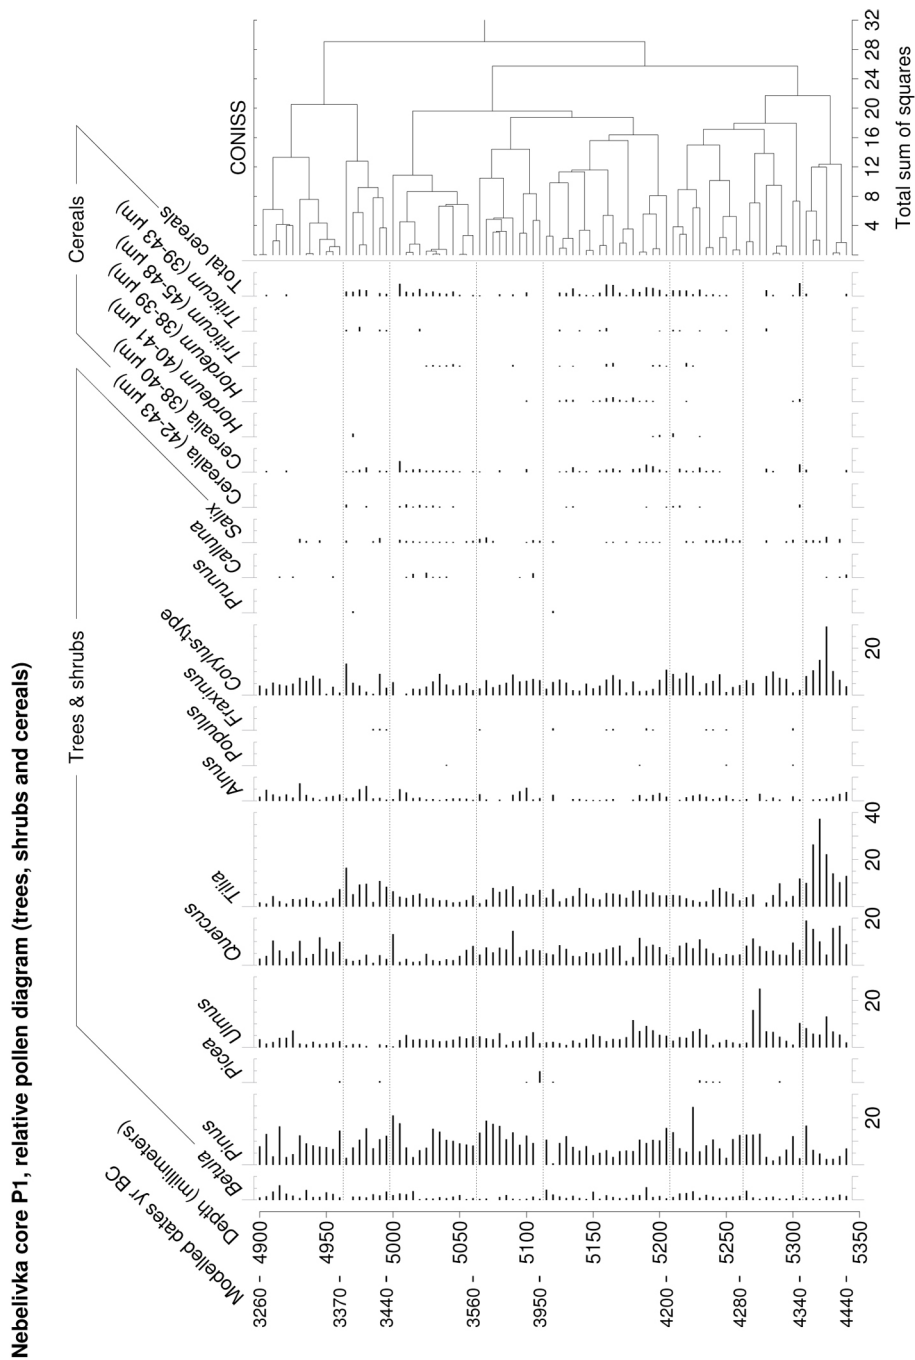 Nebelivka core P1, relative pollen diagram (trees, shrubs and cereals)
Trees & shrubs
Cereals
Modelled dates yr BC
Depth (millimeters)
Betula
Pinus
Picea
Ulmus
Quercus
Tilia
Alnus
Populus
Fraxinus
Corylus-type
Prunus
Calluna
Salix
Cerealia (42-43 µm)
Cerealia (38-40 µm)
Hordeum (40-41 µm)
Hordeum (38-39 µm)
Triticum (45-48 µm)
Triticum (39-43 µm)
Total cereals
CONISS
3260
3370
3440
3560
3950
4200
4280
4340
4440
4900
4950
5000
5050
5100
5150
5200
5250
5300
5350
20
20
20
20
40
20
4
8
12
16
20
24
28
32
Total sum of squares